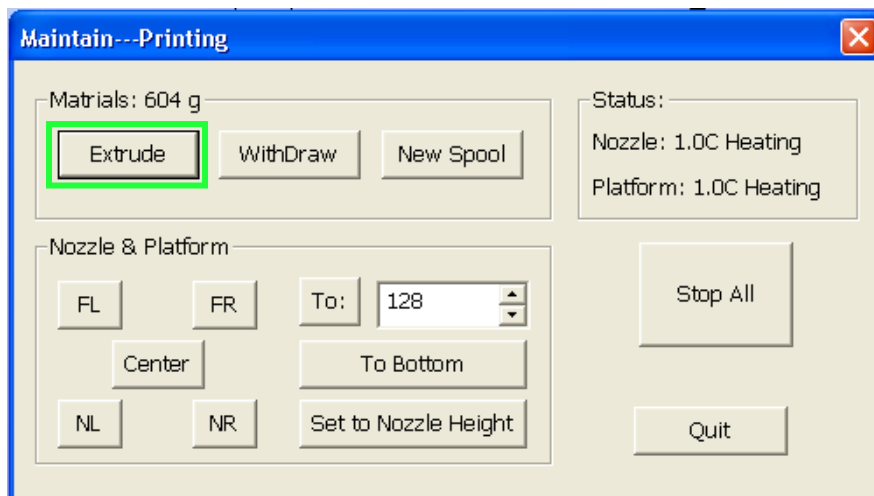 Maintain---Printing
Matrials: 604 g
Extrude WithDraw New Spool
Status:
Nozzle: 1.0C Heating
Platform: 1.0C Heating
Nozzle & Platform
FL FR To: 128
Center To Bottom
NL NR Set to Nozzle Height
Stop All
Quit